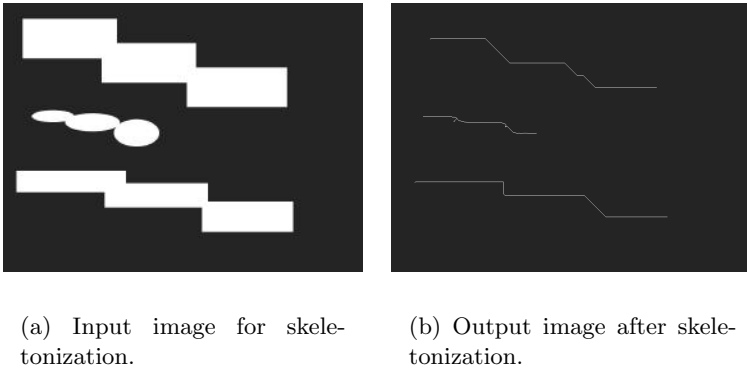 (a) Input image for skele-
tonization.
(b) Output image after skele-
tonization.